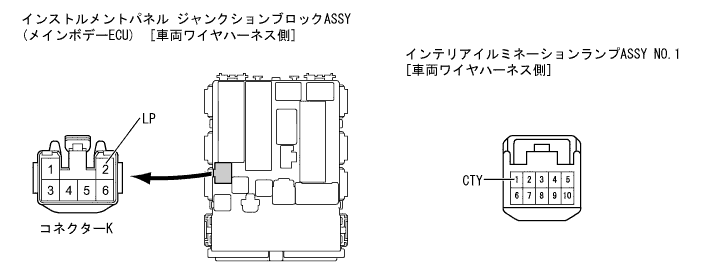 インストルメントパネル ジャンクションブロックASSY
(メインボデーECU) [車両ワイヤハーネス側]
インテリアイルミネーションランプASSY NO.1
[車両ワイヤハーネス側]
LP
1 2
3 4 5 6
コネクターK
CTY
1 2 3 4 5
6 7 8 9 10